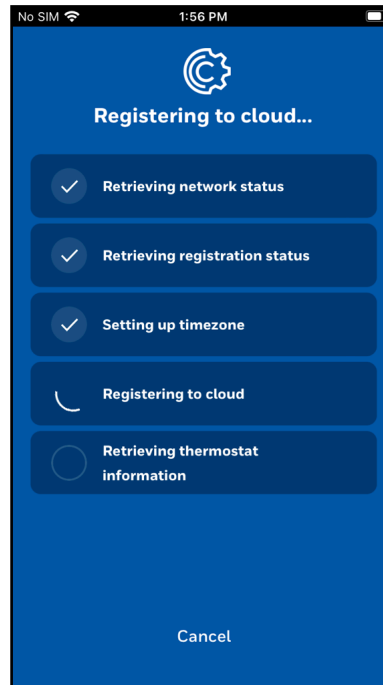 No SIM 1:56 PM
Registering to cloud...
Retrieving network status
Retrieving registration status
Setting up timezone
Registering to cloud
Retrieving thermostat
information
Cancel